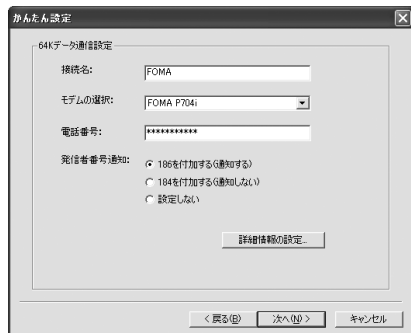 かんたん設定
64Kデータ通信設定
接続名: FOMA
モデムの選択: FOMA P704i
電話番号: ***********
発信者番号通知: 186を付加する(通知する)
184を付加する(通知しない)
設定しない
詳細情報の設定...
< 戻る(B) 次へ(N) > キャンセル